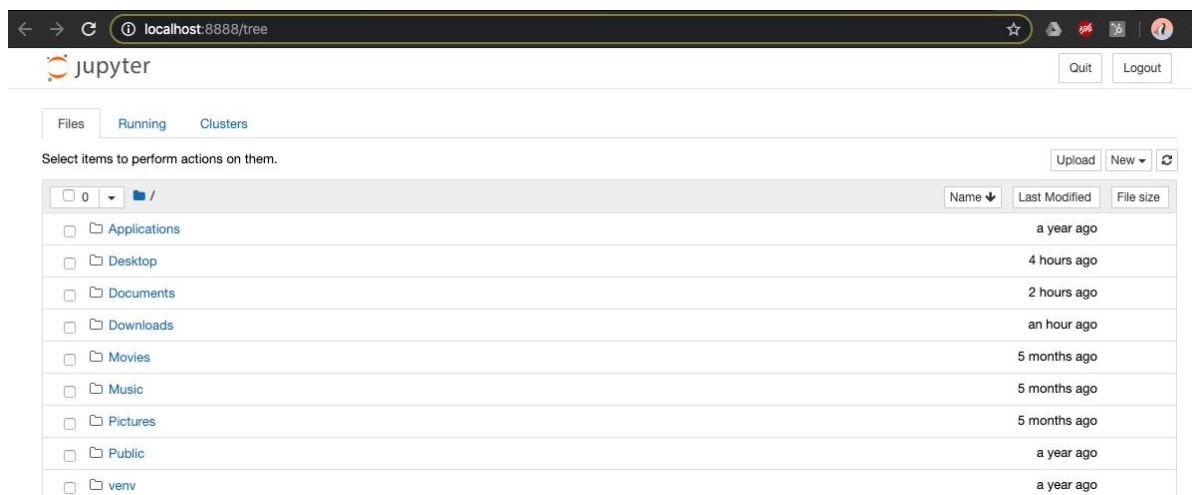 localhost:8888/tree
jupyter
Quit Logout
Files Running Clusters
Select items to perform actions on them.
Upload New
0 /
Name Last Modified File size
Applications a year ago
Desktop 4 hours ago
Documents 2 hours ago
Downloads an hour ago
Movies 5 months ago
Music 5 months ago
Pictures 5 months ago
Public a year ago
venv a year ago